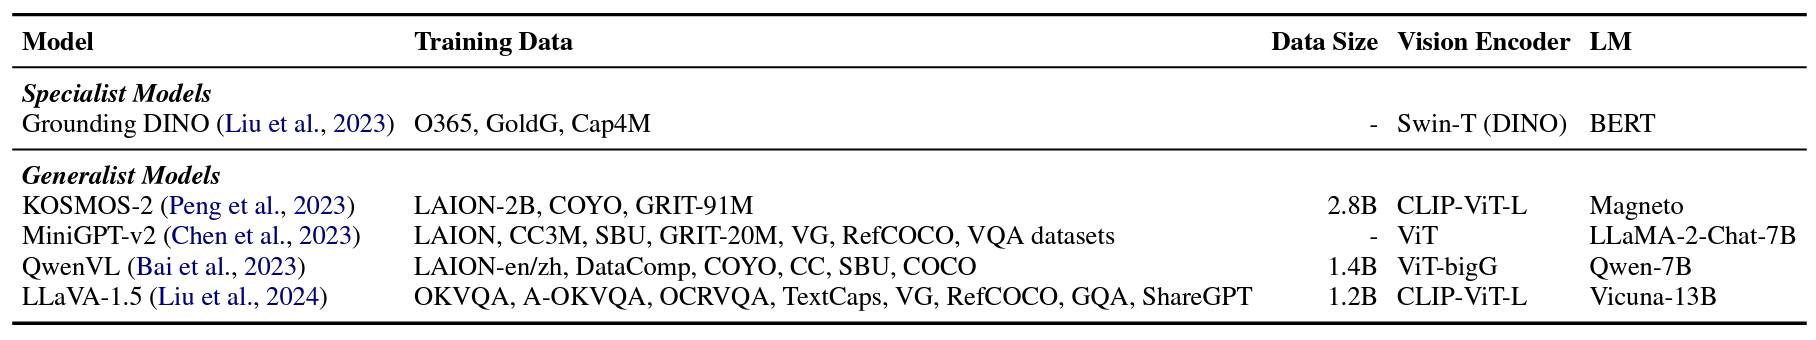 Model Training Data Data Size Vision Encoder LM
Specialist Models
Grounding DINO (Liu et al., 2023) O365, GoldG, Cap4M - Swin-T (DINO) BERT
Generalist Models
KOSMOS-2 (Peng et al., 2023) LAION-2B, COYO, GRIT-91M 2.8B CLIP-ViT-L Magneto
MiniGPT-v2 (Chen et al., 2023) LAION, CC3M, SBU, GRIT-20M, VG, RefCOCO, VQA datasets - ViT LLaMA-2-Chat-7B
QwenVL (Bai et al., 2023) LAION-en/zh, DataComp, COYO, CC, SBU, COCO 1.4B ViT-bigG Qwen-7B
LLaVA-1.5 (Liu et al., 2024) OKVQA, A-OKVQA, OCRVQA, TextCaps, VG, RefCOCO, GQA, ShareGPT 1.2B CLIP-ViT-L Vicuna-13B